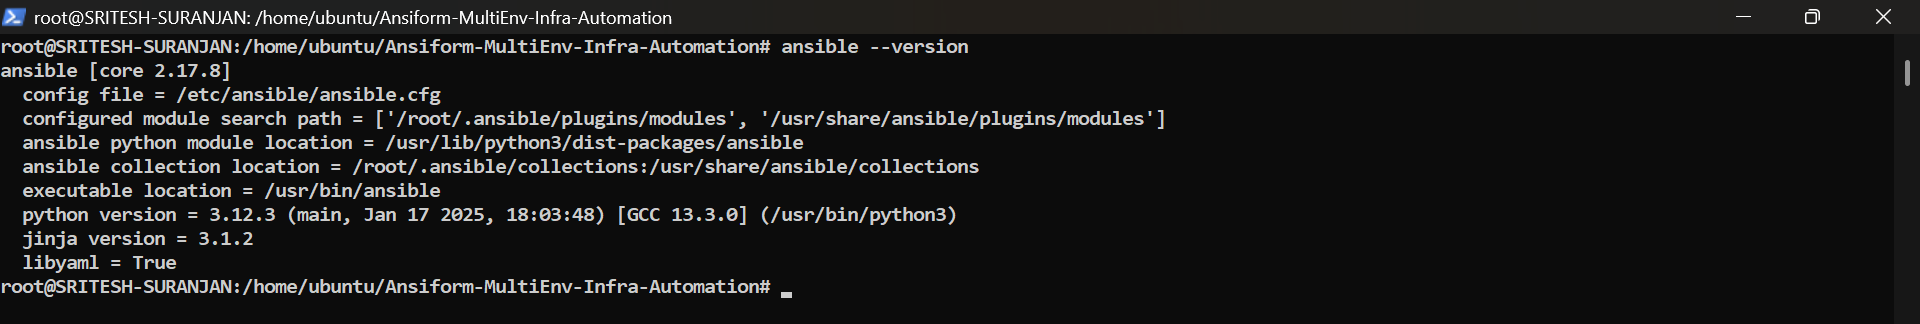 root@SRITESH-SURANJAN: /home/ubuntu/Ansiform-MultiEnv-Infra-Automation
root@SRITESH-SURANJAN:/home/ubuntu/Ansiform-MultiEnv-Infra-Automation# ansible --version
ansible [core 2.17.8]
  config file = /etc/ansible/ansible.cfg
  configured module search path = ['/root/.ansible/plugins/modules', '/usr/share/ansible/plugins/modules']
  ansible python module location = /usr/lib/python3/dist-packages/ansible
  ansible collection location = /root/.ansible/collections:/usr/share/ansible/collections
  executable location = /usr/bin/ansible
  python version = 3.12.3 (main, Jan 17 2025, 18:03:48) [GCC 13.3.0] (/usr/bin/python3)
  jinja version = 3.1.2
  libyaml = True
root@SRITESH-SURANJAN:/home/ubuntu/Ansiform-MultiEnv-Infra-Automation#